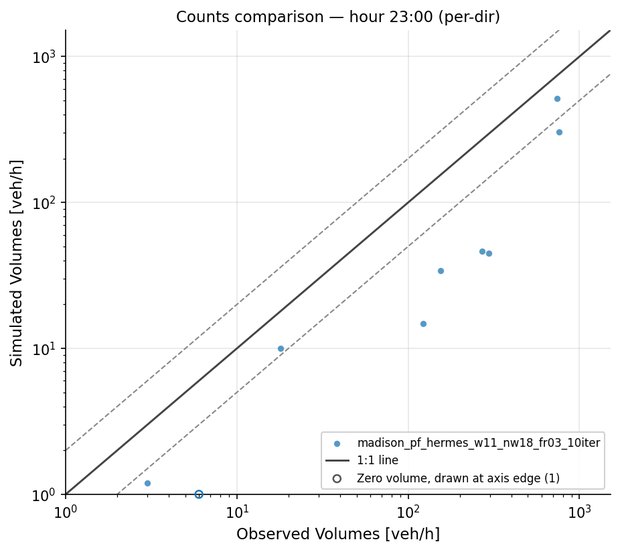 Counts comparison — hour 23:00 (per-dir)
Simulated Volumes [veh/h]
10³
10²
10¹
10⁰
10⁰ 10¹ 10² 10³
Observed Volumes [veh/h]
madison_pf_hermes_w11_nw18_fr03_10iter
1:1 line
Zero volume, drawn at axis edge (1)